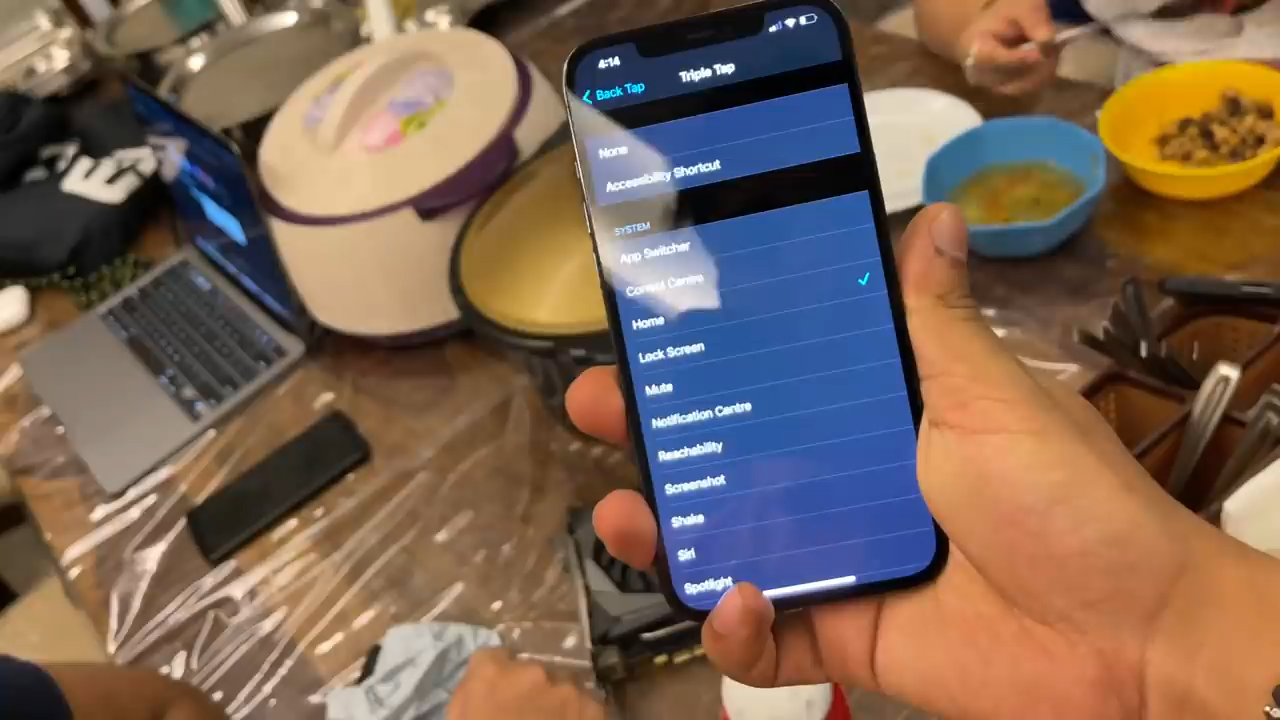 4:14
Back Tap
Triple Tap
None
Accessibility Shortcut
SYSTEM
App Switcher
Control Centre
Home
Lock Screen
Mute
Notification Centre
Reachability
Screenshot
Shake
Siri
Spotlight